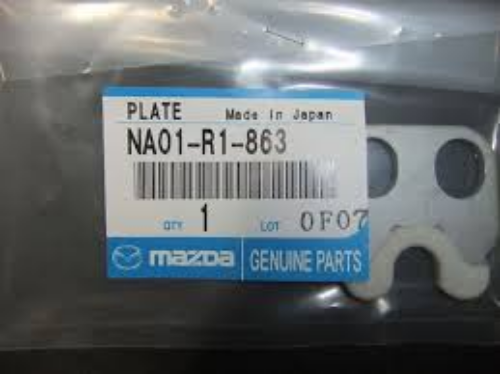 PLATE Made in Japan
NA01-R1-863
QTY 1 LOT 0F07
mazda GENUINE PARTS